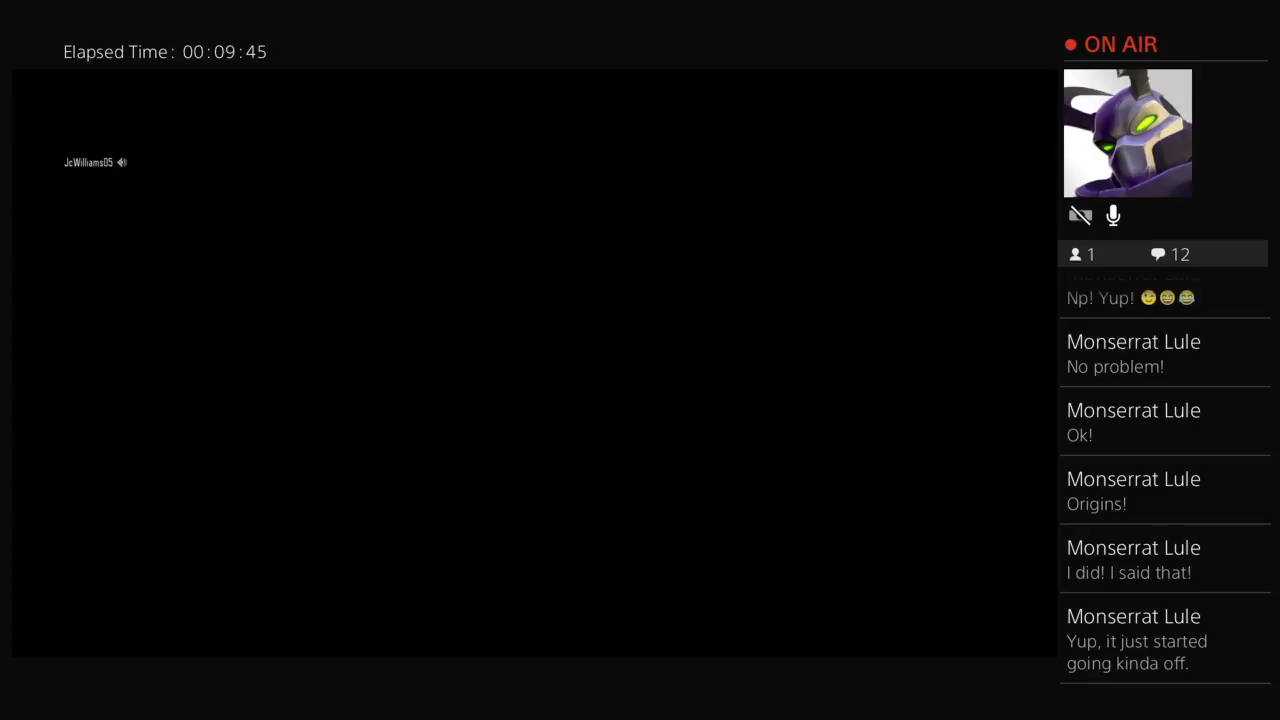 Elapsed Time: 00:09:45
ON AIR
JcWilliams05
1 12
Np! Yup! 😉😁😂
Monserrat Lule
No problem!
Monserrat Lule
Ok!
Monserrat Lule
Origins!
Monserrat Lule
I did! I said that!
Monserrat Lule
Yup, it just started
going kinda off.